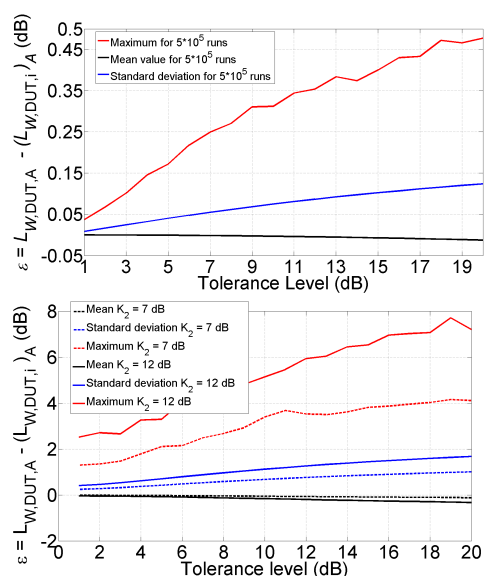 ε = L_W,DUT,A - (L_W,DUT,i )_A (dB)
0.5
0.45
0.35
0.25
0.15
0.05
-0.05
Maximum for 5*10^5 runs
Mean value for 5*10^5 runs
Standard deviation for 5*10^5 runs
1 3 5 7 9 11 13 15 17 19
Tolerance Level (dB)
ε = L_W,DUT,A - (L_W,DUT,i )_A (dB)
8
6
4
2
0
-2
Mean K_2 = 7 dB
Standard deviation K_2 = 7 dB
Maximum K_2 = 7 dB
Mean K_2 = 12 dB
Standard deviation K_2 = 12 dB
Maximum K_2 = 12 dB
0 2 4 6 8 10 12 14 16 18 20
Tolerance level (dB)